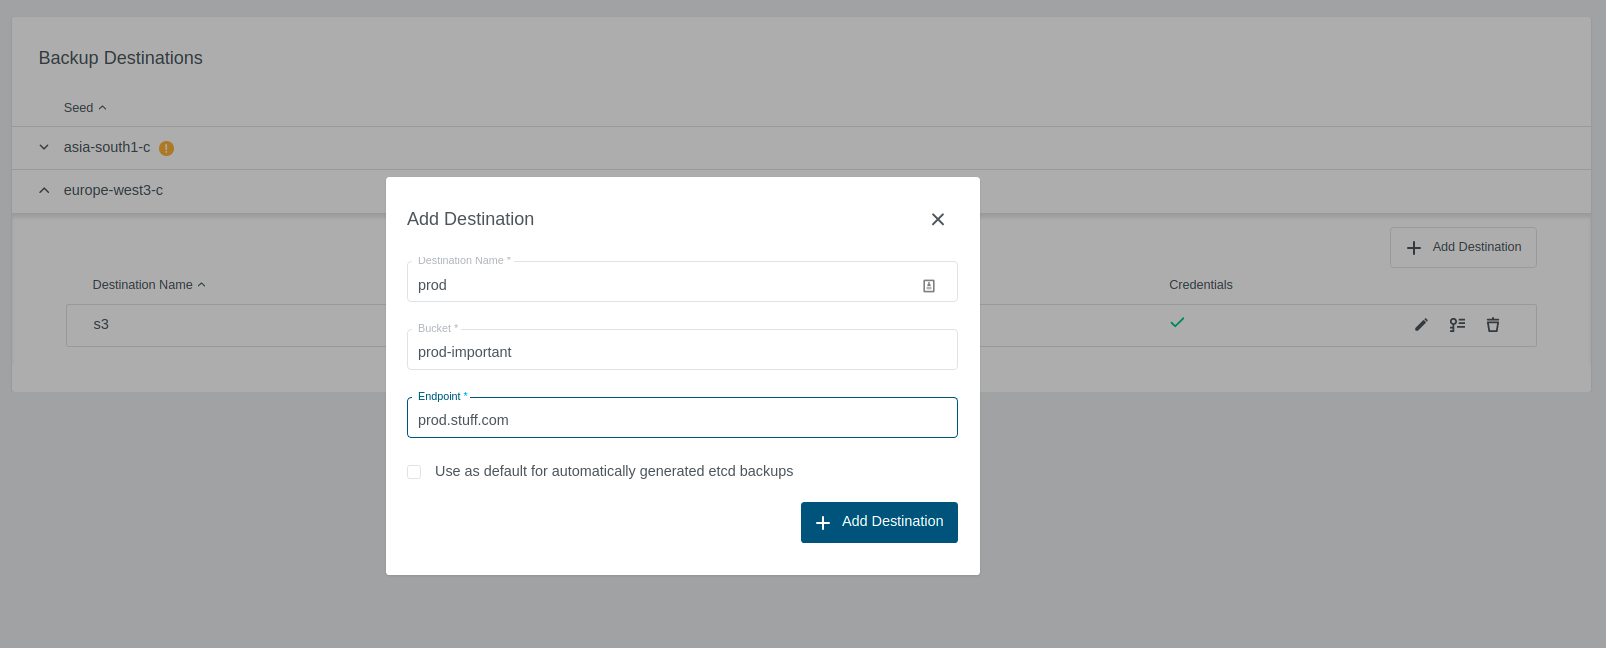 Backup Destinations
Seed
asia-south1-c
europe-west3-c
Add Destination
Destination Name
Credentials
s3
Add Destination
Destination Name *
prod
Bucket *
prod-important
Endpoint *
prod.stuff.com
Use as default for automatically generated etcd backups
Add Destination